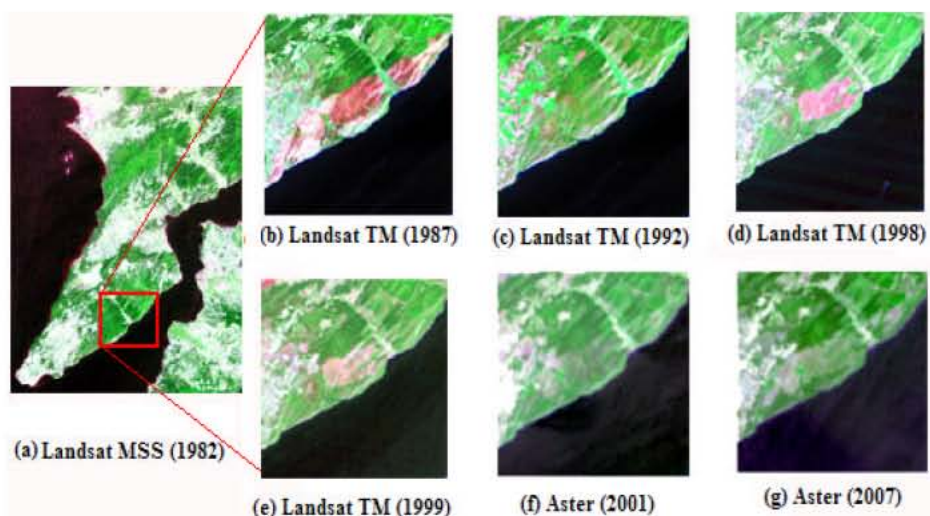 (b) Landsat TM (1987)
(c) Landsat TM (1992)
(d) Landsat TM (1998)
(a) Landsat MSS (1982)
(e) Landsat TM (1999)
(f) Aster (2001)
(g) Aster (2007)